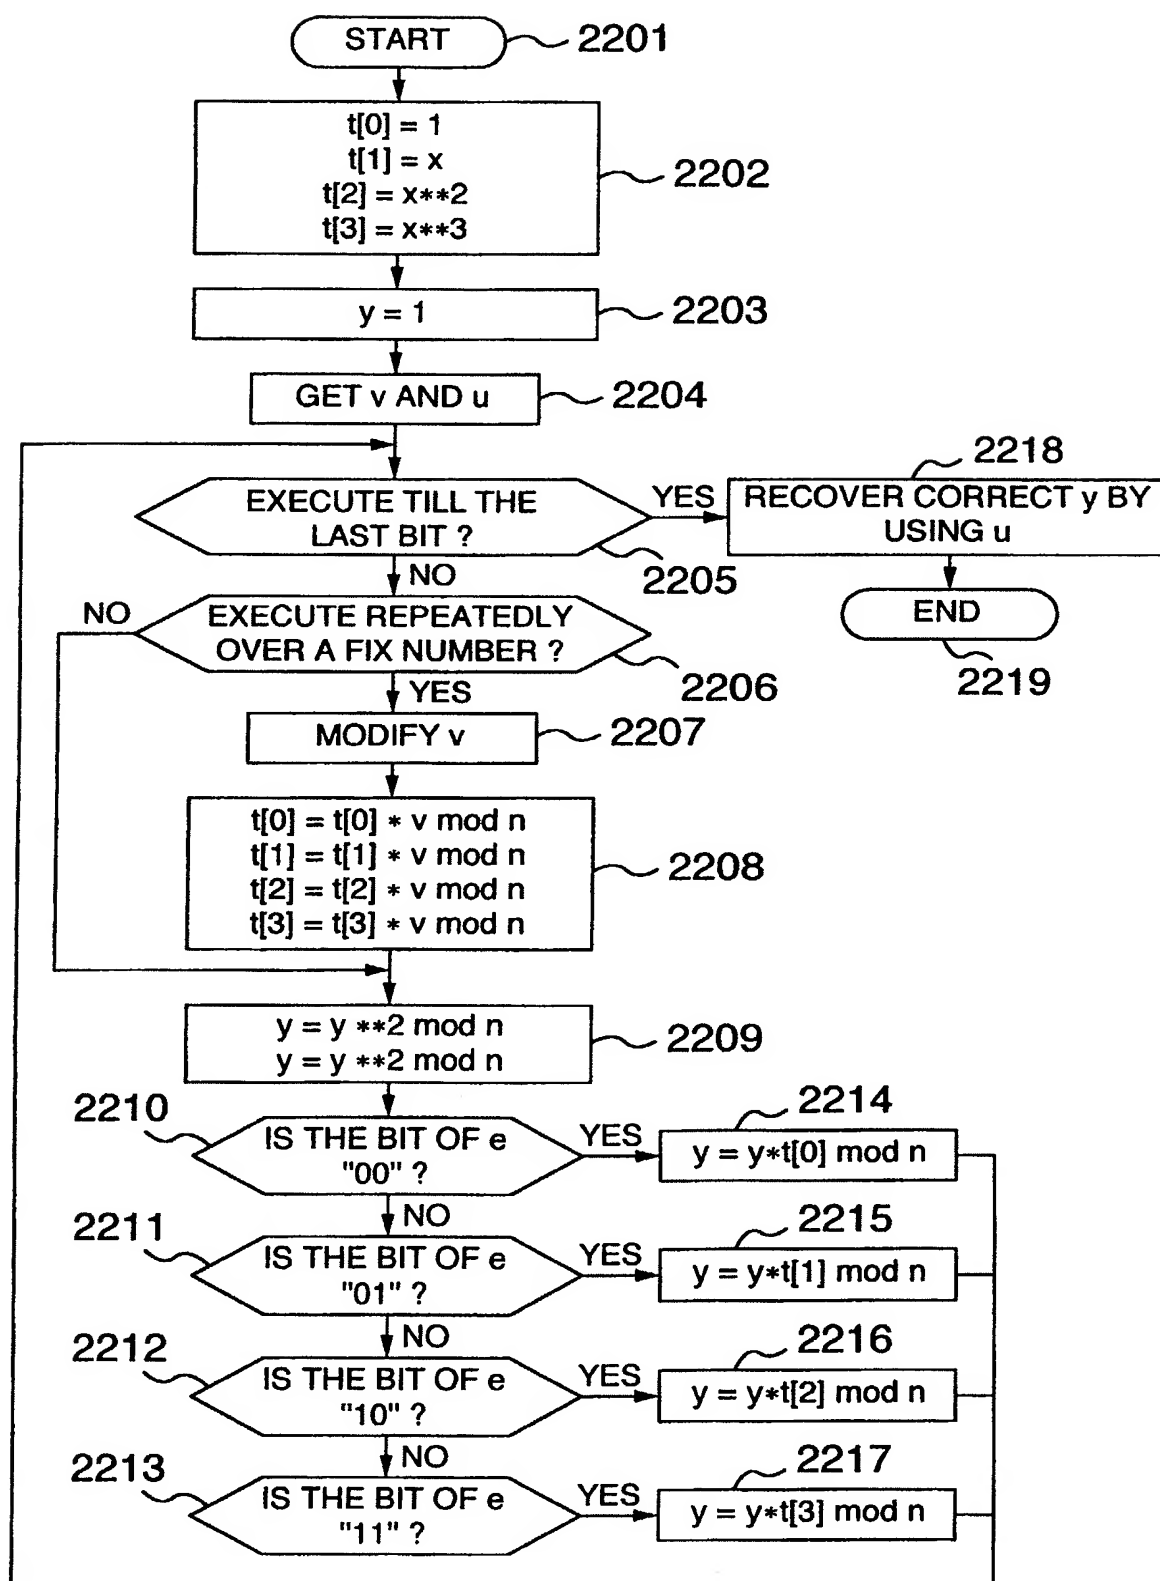 START
2201
t[0] = 1
t[1] = x
t[2] = x**2
t[3] = x**3
2202
y = 1
2203
GET v AND u
2204
EXECUTE TILL THE
LAST BIT ?
2205
YES
2218
RECOVER CORRECT y BY
USING u
END
2219
NO
EXECUTE REPEATEDLY
OVER A FIX NUMBER ?
2206
NO
YES
MODIFY v
2207
t[0] = t[0] * v mod n
t[1] = t[1] * v mod n
t[2] = t[2] * v mod n
t[3] = t[3] * v mod n
2208
y = y **2 mod n
y = y **2 mod n
2209
2210
IS THE BIT OF e
"00" ?
YES
2214
y = y*t[0] mod n
NO
2211
IS THE BIT OF e
"01" ?
YES
2215
y = y*t[1] mod n
NO
2212
IS THE BIT OF e
"10" ?
YES
2216
y = y*t[2] mod n
NO
2213
IS THE BIT OF e
"11" ?
YES
2217
y = y*t[3] mod n